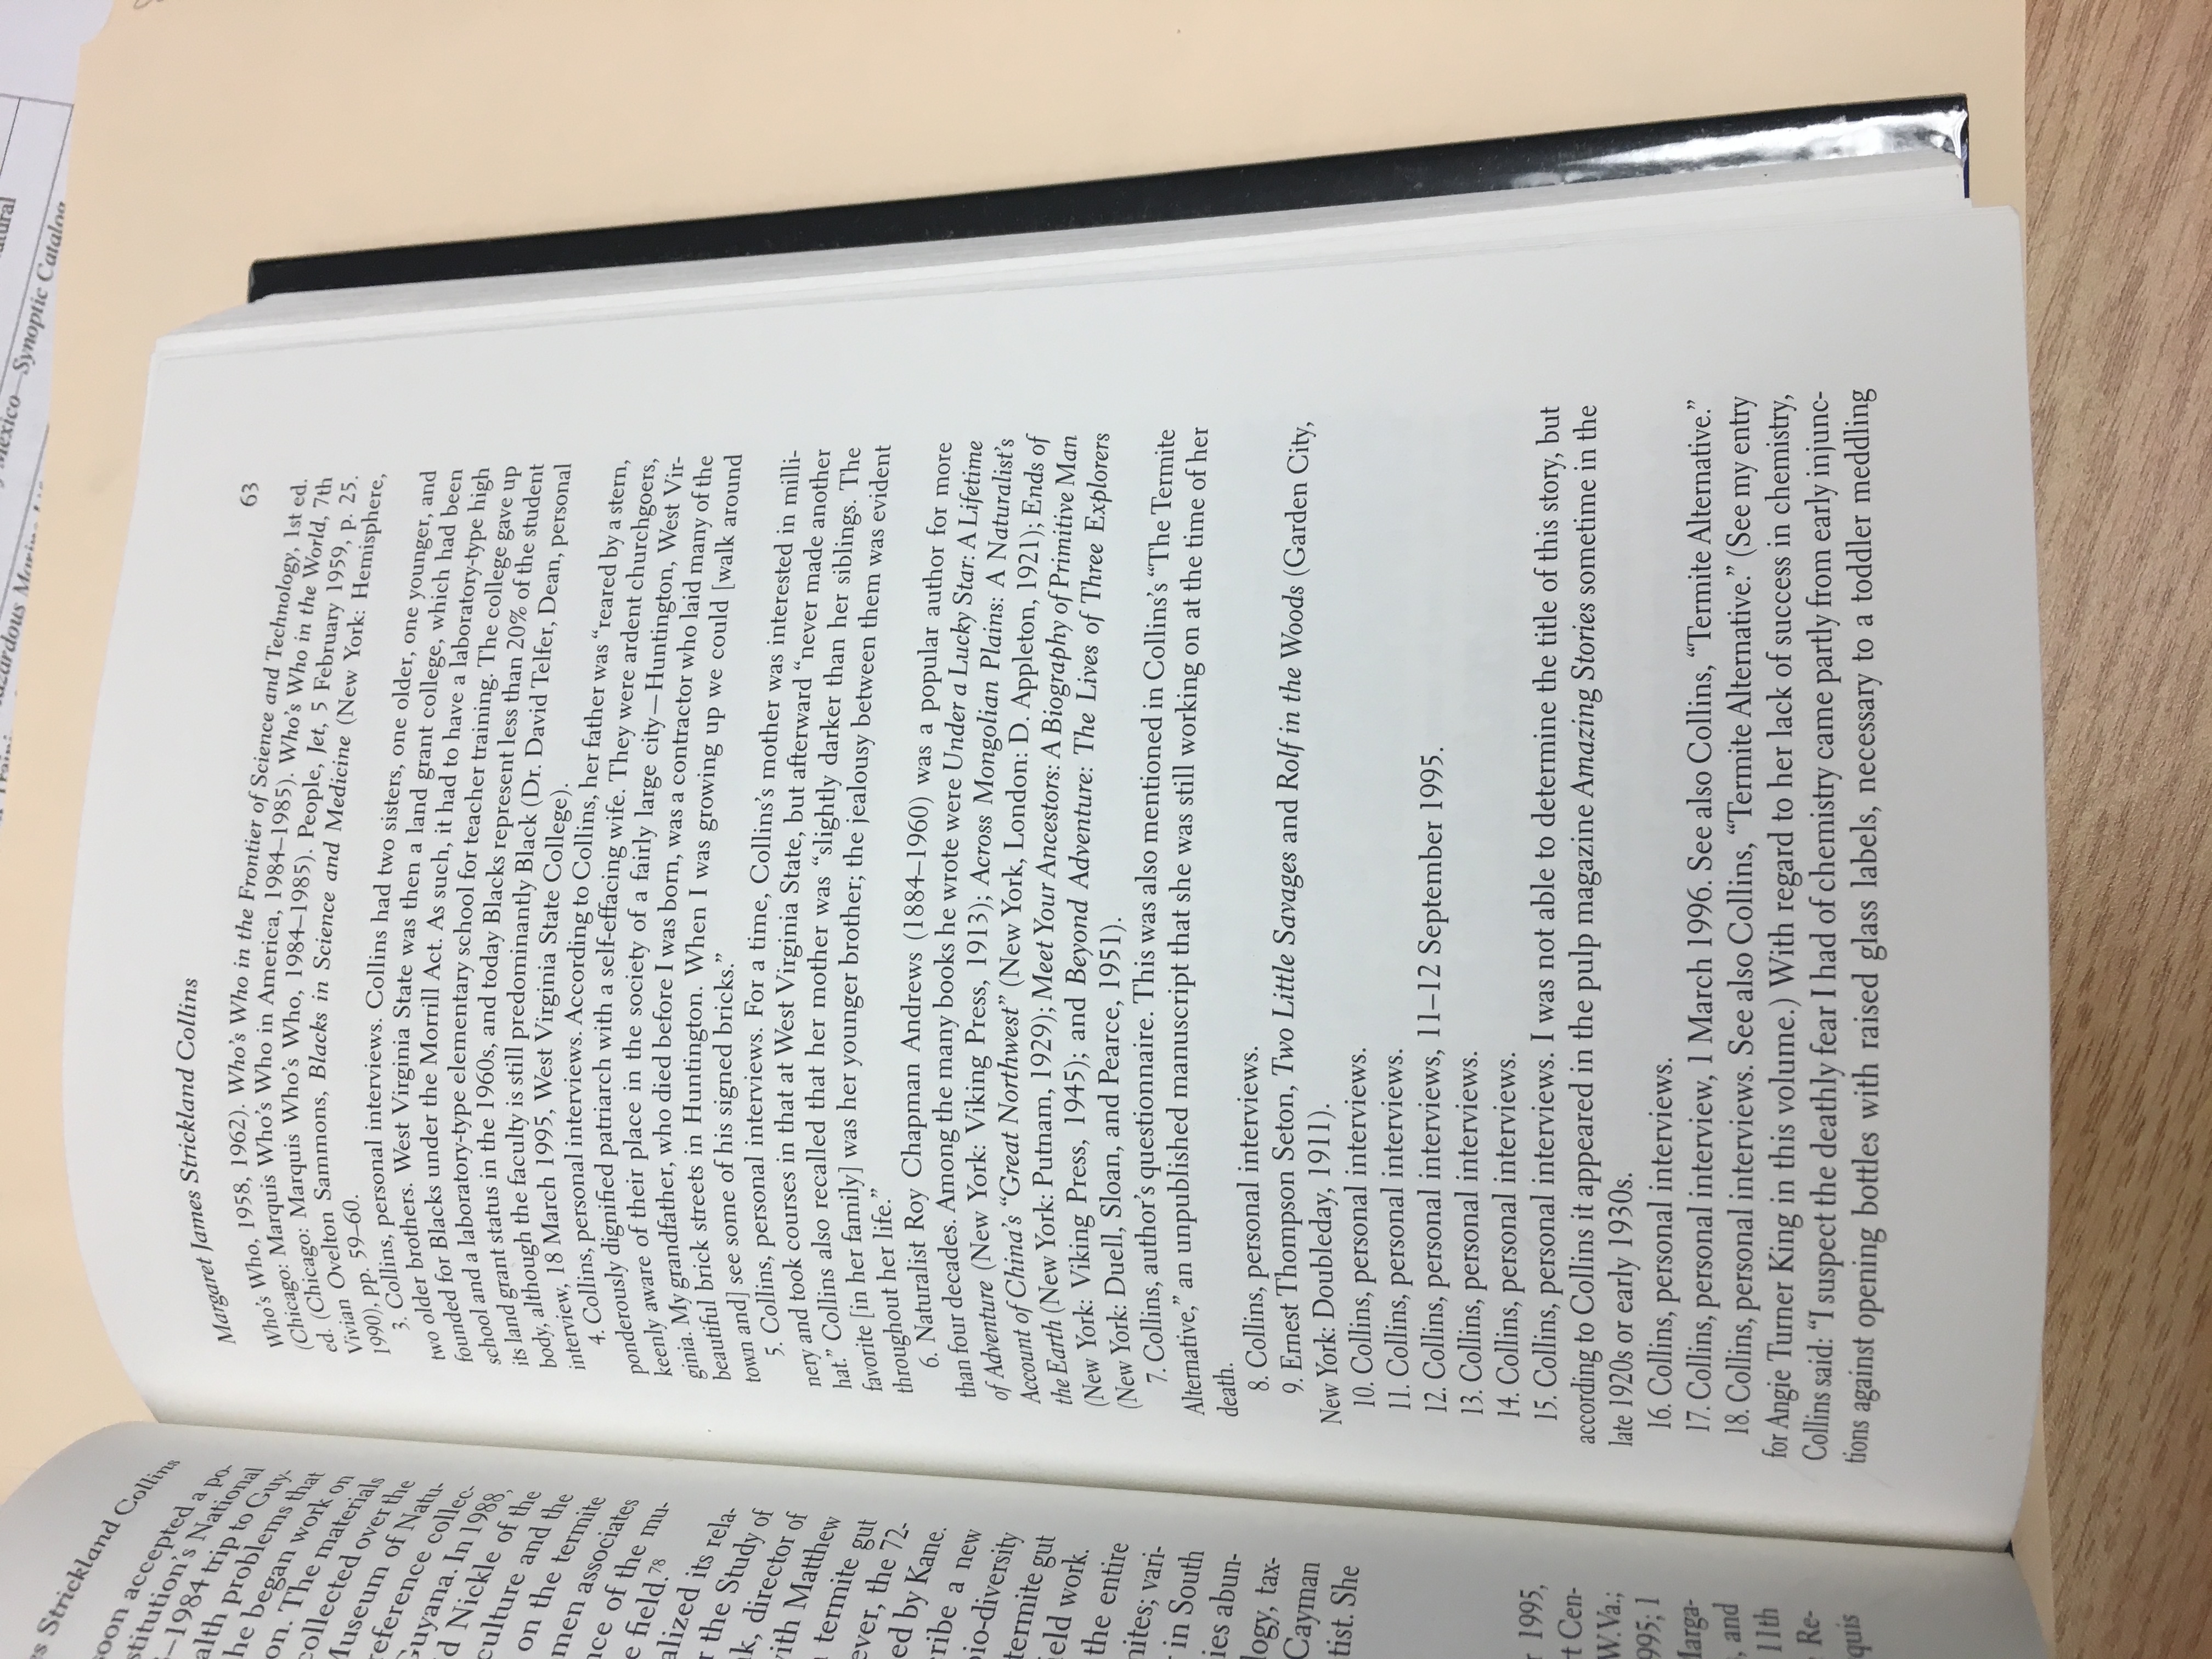 Mexico—Synoptic Catalog
es Strickland Collins
soon accepted a po-
stitution's National
–1984 trip to Guy-
alth problems that
he began work on
on. The materials
collected over the
Museum of Natu-
reference collec-
Guyana. In 1988,
d Nickle of the
culture and the
on the termite
men associates
nce of the mu-
e field.78
alized its rela-
r the Study of
k, director of
with Matthew
termite gut
ever, the 72-
ed by Kane.
ribe a new
bio-diversity
termite gut
ield work.
the entire
mites; vari-
in South
ies abun-
logy, tax-
Cayman
tist. She
r 1995,
t Cen-
W.Va.;
995; 1
Marga-
, and
11th
Re-
quis
Margaret James Strickland Collins
63
Who's Who, 1958, 1962). Who's Who in the Frontier of Science and Technology, 1st ed.
(Chicago: Marquis Who's Who in America, 1984–1985). Who's Who in the World, 7th
ed. (Chicago: Marquis Who's Who, 1984–1985). People, Jet, 5 February 1959, p. 25.
Vivian Ovelton Sammons, Blacks in Science and Medicine (New York: Hemisphere,
1990), pp. 59–60.
3. Collins, personal interviews. Collins had two sisters, one older, one younger, and
two older brothers. West Virginia State was then a land grant college, which had been
founded for Blacks under the Morrill Act. As such, it had to have a laboratory-type high
school and a laboratory-type elementary school for teacher training. The college gave up
its land grant status in the 1960s, and today Blacks represent less than 20% of the student
body, although the faculty is still predominantly Black (Dr. David Telfer, Dean, personal
interview, 18 March 1995, West Virginia State College).
4. Collins, personal interviews. According to Collins, her father was “reared by a stern,
ponderously dignified patriarch with a self-effacing wife. They were ardent churchgoers,
keenly aware of their place in the society of a fairly large city—Huntington, West Vir-
ginia. My grandfather, who died before I was born, was a contractor who laid many of the
beautiful brick streets in Huntington. When I was growing up we could [walk around
town and] see some of his signed bricks.”
5. Collins, personal interviews. For a time, Collins's mother was interested in milli-
nery and took courses in that at West Virginia State, but afterward “never made another
hat.” Collins also recalled that her mother was “slightly darker than her siblings. The
favorite [in her family] was her younger brother; the jealousy between them was evident
throughout her life.”
6. Naturalist Roy Chapman Andrews (1884–1960) was a popular author for more
than four decades. Among the many books he wrote were Under a Lucky Star: A Lifetime
of Adventure (New York: Viking Press, 1913); Across Mongolian Plains: A Naturalist's
Account of China's “Great Northwest” (New York, London: D. Appleton, 1921); Ends of
the Earth (New York: Putnam, 1929); Meet Your Ancestors: A Biography of Primitive Man
(New York: Viking Press, 1945); and Beyond Adventure: The Lives of Three Explorers
(New York: Duell, Sloan, and Pearce, 1951).
7. Collins, author's questionnaire. This was also mentioned in Collins's “The Termite
Alternative,” an unpublished manuscript that she was still working on at the time of her
death.
8. Collins, personal interviews.
9. Ernest Thompson Seton, Two Little Savages and Rolf in the Woods (Garden City,
New York: Doubleday, 1911).
10. Collins, personal interviews.
11. Collins, personal interviews.
12. Collins, personal interviews, 11–12 September 1995.
13. Collins, personal interviews.
14. Collins, personal interviews.
15. Collins, personal interviews. I was not able to determine the title of this story, but
according to Collins it appeared in the pulp magazine Amazing Stories sometime in the
late 1920s or early 1930s.
16. Collins, personal interviews.
17. Collins, personal interview, 1 March 1996. See also Collins, “Termite Alternative.”
18. Collins, personal interviews. See also Collins, “Termite Alternative.” (See my entry
for Angie Turner King in this volume.) With regard to her lack of success in chemistry,
Collins said: “I suspect the deathly fear I had of chemistry came partly from early injunc-
tions against opening bottles with raised glass labels, necessary to a toddler meddling